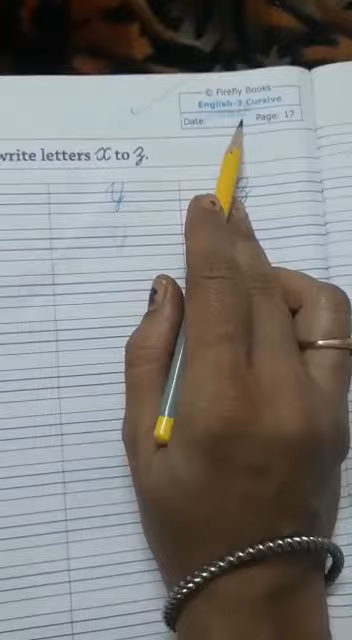 © Firefly Books
English-3 Cursive
Date: Page: 17
write letters x to z.
y z